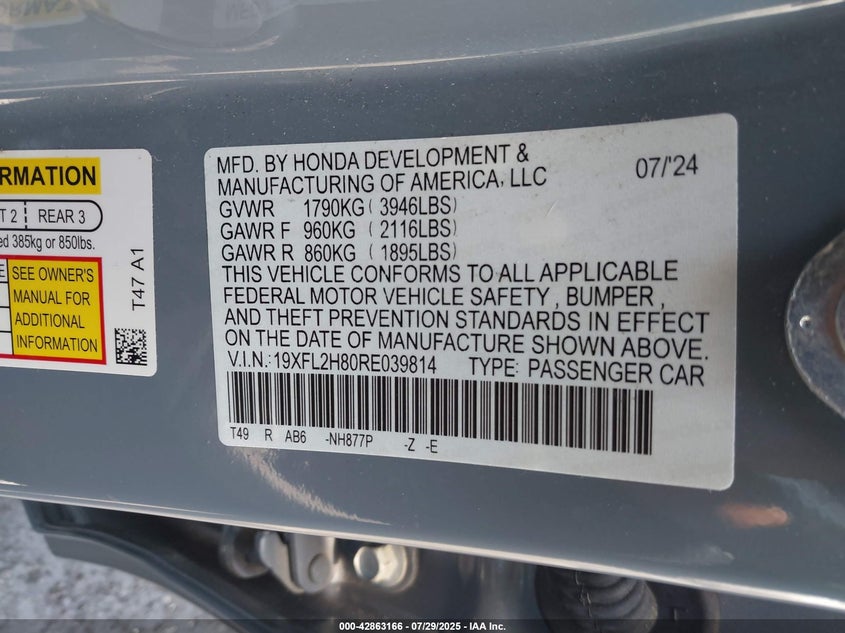 RMATION
T 2 REAR 3
ed 385kg or 850lbs.
E SEE OWNER'S
MANUAL FOR
ADDITIONAL
INFORMATION
T47 A1
MFD. BY HONDA DEVELOPMENT &
MANUFACTURING OF AMERICA, LLC 07/'24
GVWR 1790KG ( 3946LBS)
GAWR F 960KG ( 2116LBS)
GAWR R 860KG ( 1895LBS)
THIS VEHICLE CONFORMS TO ALL APPLICABLE
FEDERAL MOTOR VEHICLE SAFETY, BUMPER,
AND THEFT PREVENTION STANDARDS IN EFFECT
ON THE DATE OF MANUFACTURE SHOWN ABOVE.
V.I.N.: 19XFL2H80RE039814 TYPE: PASSENGER CAR
T49 R AB6 -NH877P -Z -E
000-42863166 | 07/29/2025 | IAA Inc.